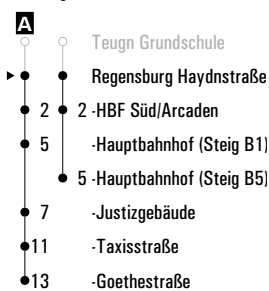 A
Teugn Grundschule
Regensburg Haydnstraße
2 2 -HBF Süd/Arcaden
5 -Hauptbahnhof (Steig B1)
5 -Hauptbahnhof (Steig B5)
7 -Justizgebäude
11 -Taxisstraße
13 -Goethestraße